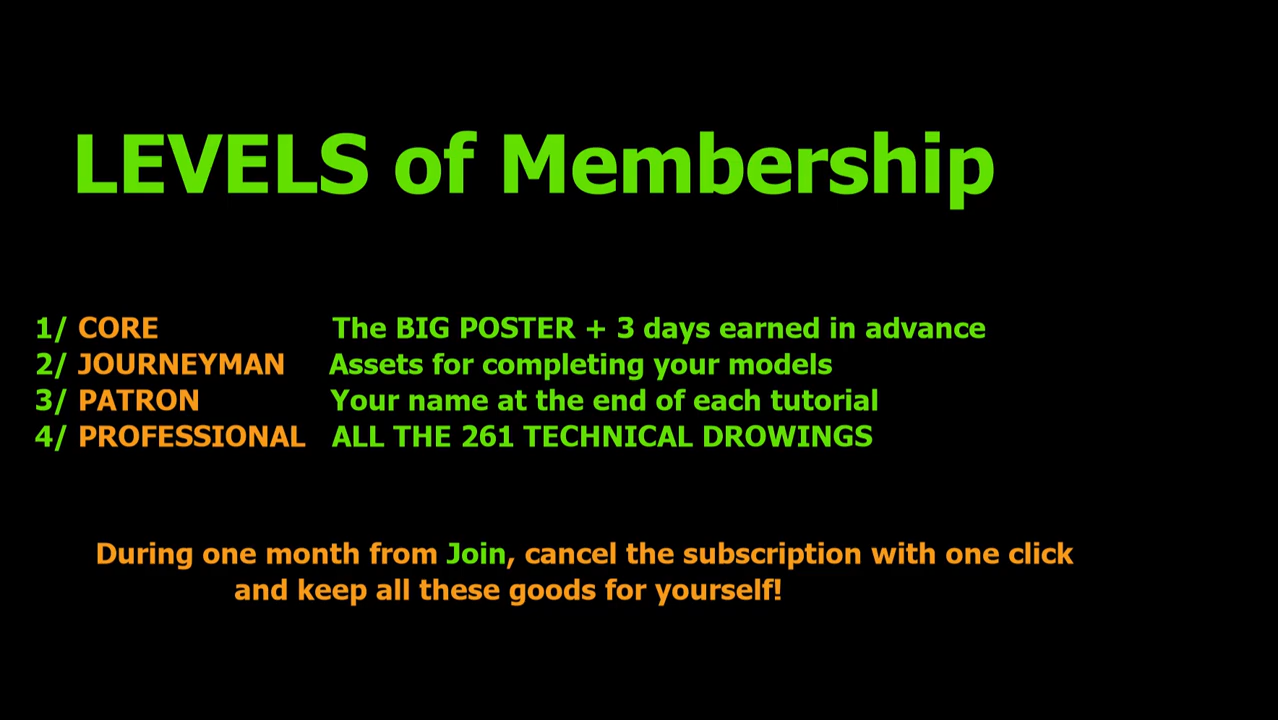 LEVELS of Membership
1/ CORE The BIG POSTER + 3 days earned in advance
2/ JOURNEYMAN Assets for completing your models
3/ PATRON Your name at the end of each tutorial
4/ PROFESSIONAL ALL THE 261 TECHNICAL DROWINGS
During one month from Join, cancel the subscription with one click
and keep all these goods for yourself!